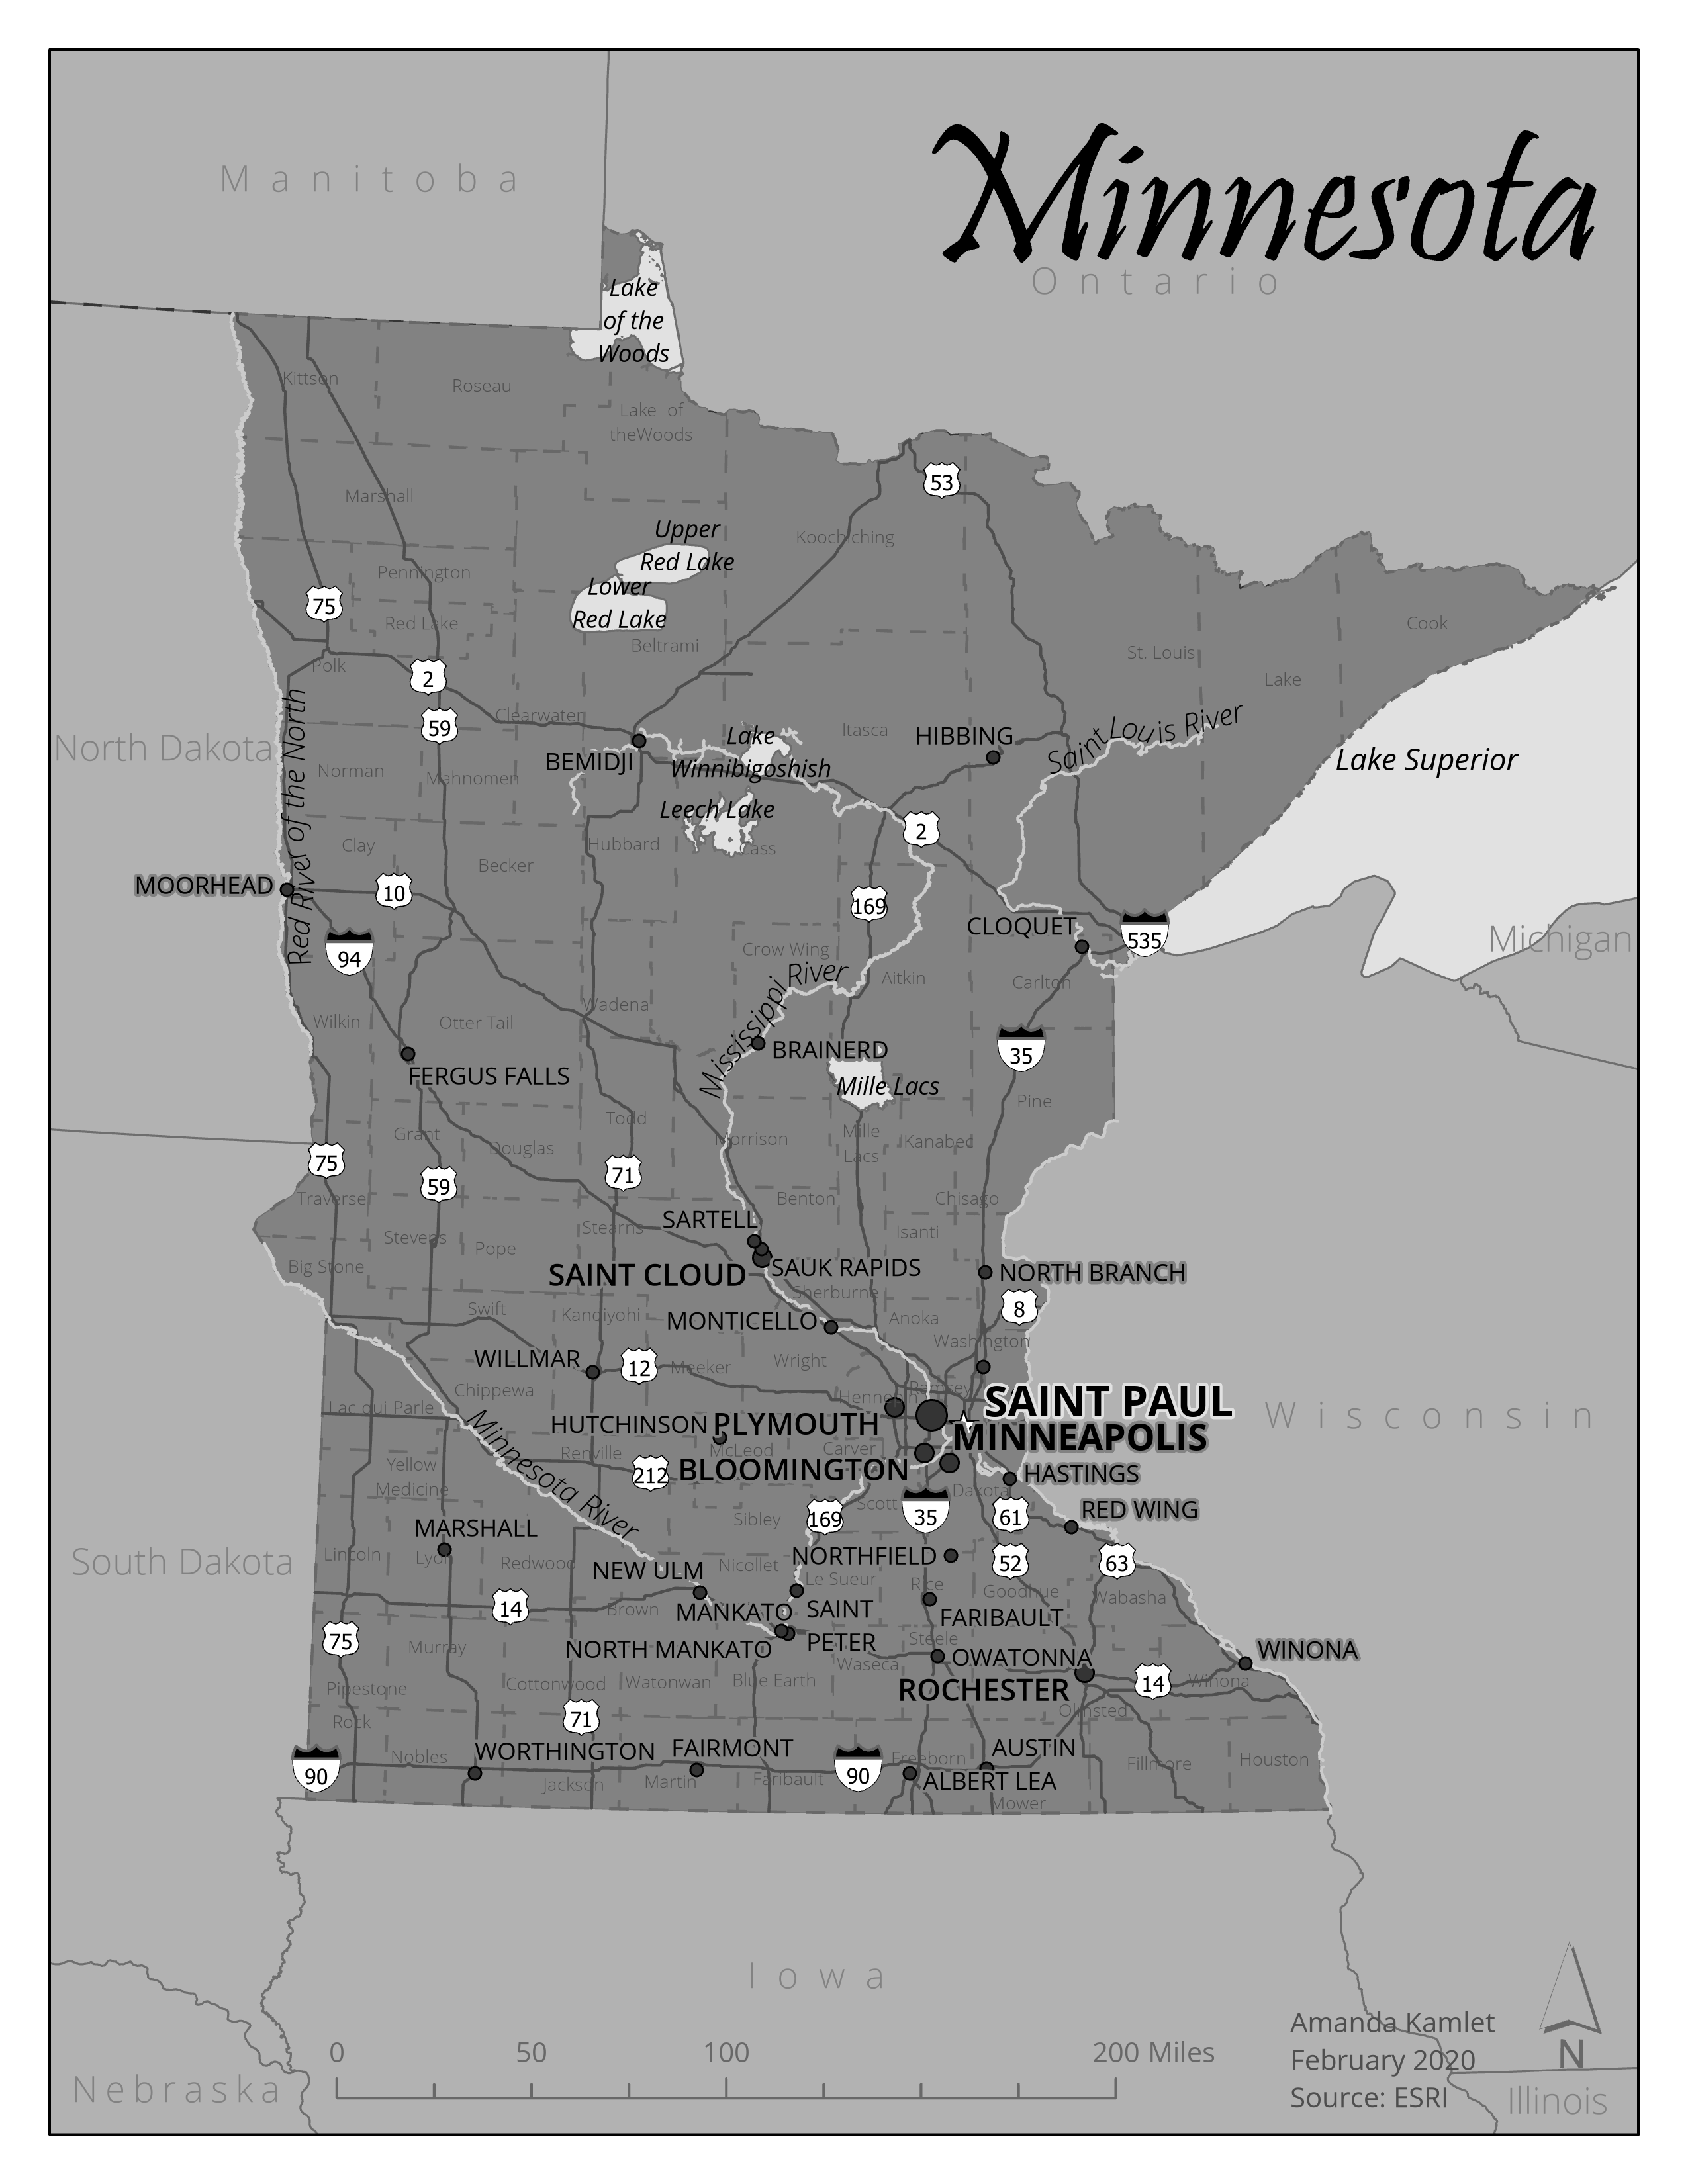 Minnesota
Manitoba
Ontario
Lake
of the
Woods
Kittson
Roseau
Lake of
theWoods
53
Marshall
Upper
Red Lake
Koochiching
Pennington
Lower
Red Lake
75
Red Lake
Cook
Beltrami
St. Louis
Polk
2
Lake
59
Clearwater
North Dakota
Red River of the North
Lake
Winnibigoshish
Itasca
HIBBING
Saint Louis River
Lake Superior
BEMIDJI
Norman
Mahnomen
Leech Lake
2
Clay
Hubbard
Cass
Becker
MOORHEAD
10
169
CLOQUET
535
Michigan
94
Crow Wing
Mississippi River
Aitkin
Carlton
Wadena
Wilkin
Otter Tail
BRAINERD
35
FERGUS FALLS
Mille Lacs
Pine
Todd
Grant
Douglas
Morrison
Mille
Lacs
Kanabec
75
59
71
Traverse
Benton
Chisago
SARTELL
Stearns
Isanti
Stevens
Pope
Big Stone
SAINT CLOUD
SAUK RAPIDS
NORTH BRANCH
Sherburne
8
Swift
Kandiyohi
MONTICELLO
Anoka
Washington
WILLMAR
12
Meeker
Wright
Chippewa
Hennepin
Ramsey
Lac qui Parle
SAINT PAUL
Wisconsin
HUTCHINSON
PLYMOUTH
MINNEAPOLIS
Minnesota River
Renville
McLeod
Carver
Yellow
Medicine
212
BLOOMINGTON
HASTINGS
Dakota
Scott
169
35
61
RED WING
Sibley
MARSHALL
South Dakota
Lincoln
Lyon
Redwood
NEW ULM
Nicollet
NORTHFIELD
52
63
Le Sueur
Rice
Goodhue
Wabasha
14
Brown
MANKATO
SAINT
PETER
FARIBAULT
75
Murray
NORTH MANKATO
Steele
Waseca
OWATONNA
WINONA
Pipestone
Cottonwood
Watonwan
Blue Earth
ROCHESTER
14
Winona
Rock
71
Olmsted
90
Nobles
WORTHINGTON
FAIRMONT
90
Freeborn
AUSTIN
Fillmore
Houston
Jackson
Martin
Faribault
ALBERT LEA
Mower
Iowa
Nebraska
0 50 100 200 Miles
Amanda Kamlet
February 2020
Source: ESRI
N
Illinois